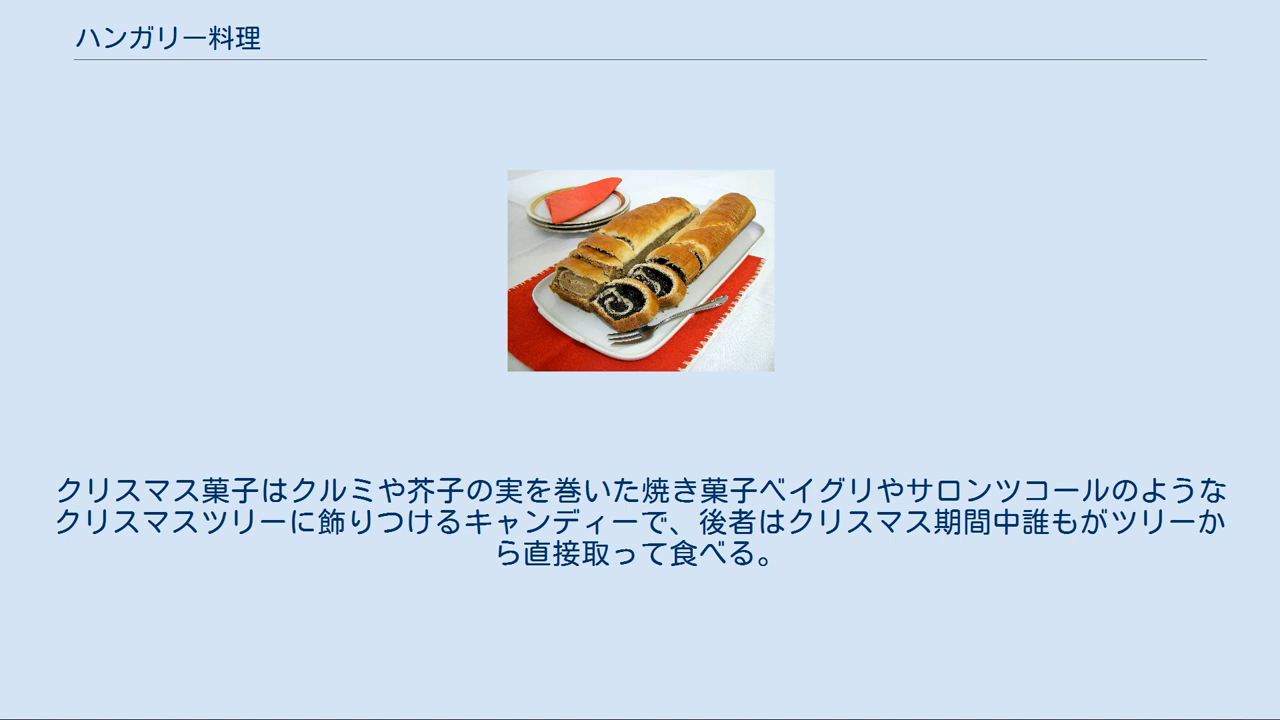 ハンガリー料理
クリスマス菓子はクルミや芥子の実を巻いた焼き菓子ベイグリやサロンツコールのような
クリスマスツリーに飾りつけるキャンディーで、後者はクリスマス期間中誰もがツリーか
ら直接取って食べる。